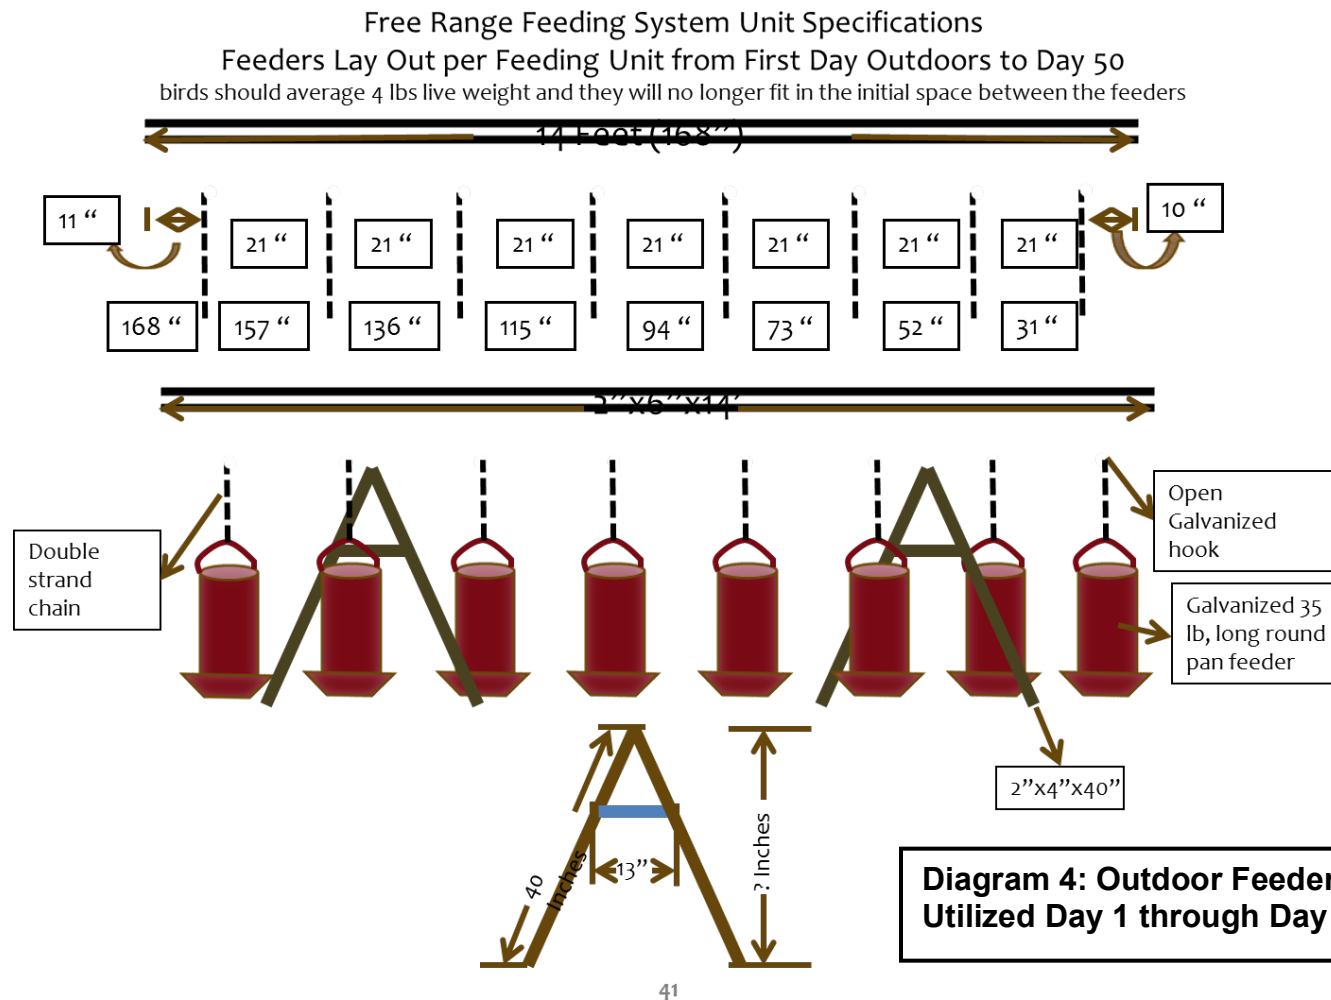 Free Range Feeding System Unit Specifications
Feeders Lay Out per Feeding Unit from First Day Outdoors to Day 50
birds should average 4 lbs live weight and they will no longer fit in the initial space between the feeders
14 Feet (168’’)
11 “
10 “
21 “
21 “
21 “
21 “
21 “
21 “
21 “
168 “
157 “
136 “
115 “
94 “
73 “
52 “
31 “
2’’x6’’x14’
Open
Galvanized
hook
Double
strand
chain
Galvanized 35
lb, long round
pan feeder
2”x4”x40”
40
Inches
13”
? Inches
Diagram 4: Outdoor Feeder
Utilized Day 1 through Day
41